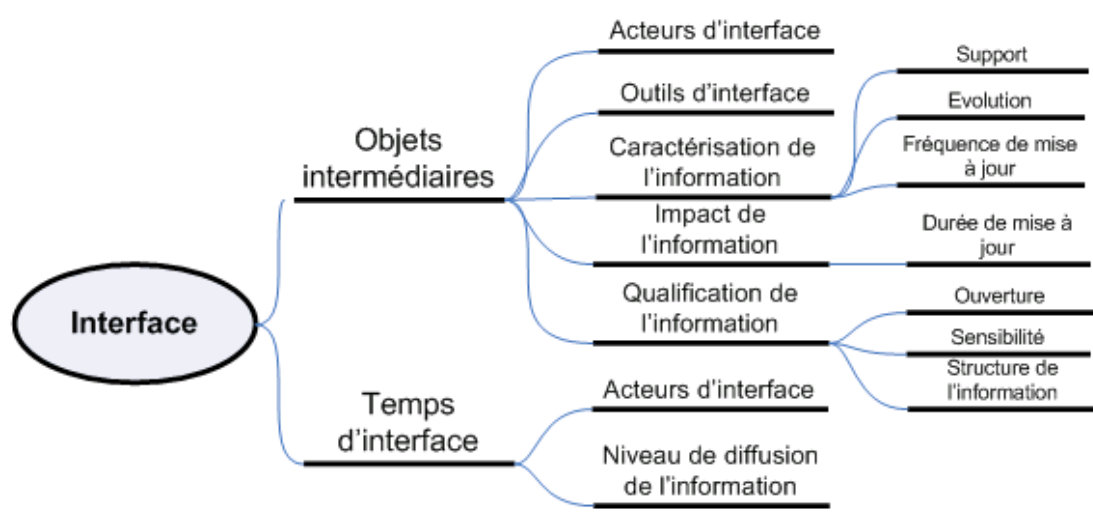 Interface
Objets
intermédiaires
Acteurs d'interface
Outils d'interface
Caractérisation de
l'information
Support
Evolution
Fréquence de mise
à jour
Impact de
l'information
Durée de mise à
jour
Qualification de
l'information
Ouverture
Sensibilité
Structure de
l'information
Temps
d'interface
Acteurs d'interface
Niveau de diffusion
de l'information